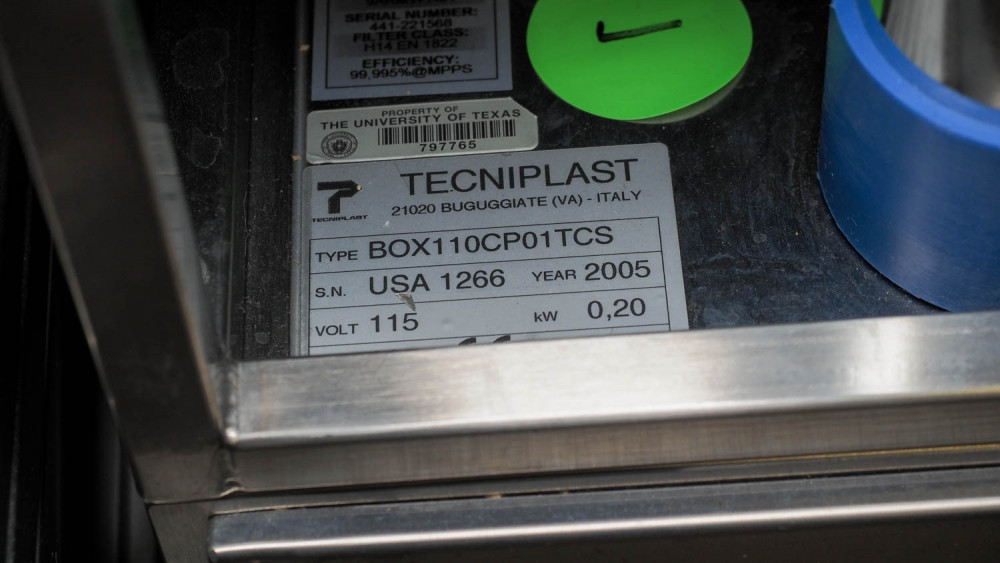 SERIAL NUMBER:
441-221568
FILTER CLASS:
H14 EN 1822
EFFICIENCY:
99,995%@MPPS
PROPERTY OF
THE UNIVERSITY OF TEXAS
797765
TECNIPLAST
TECNIPLAST
21020 BUGUGGIATE (VA) - ITALY
TYPE BOX110CP01TCS
S.N. USA 1266 YEAR 2005
VOLT 115 kW 0,20